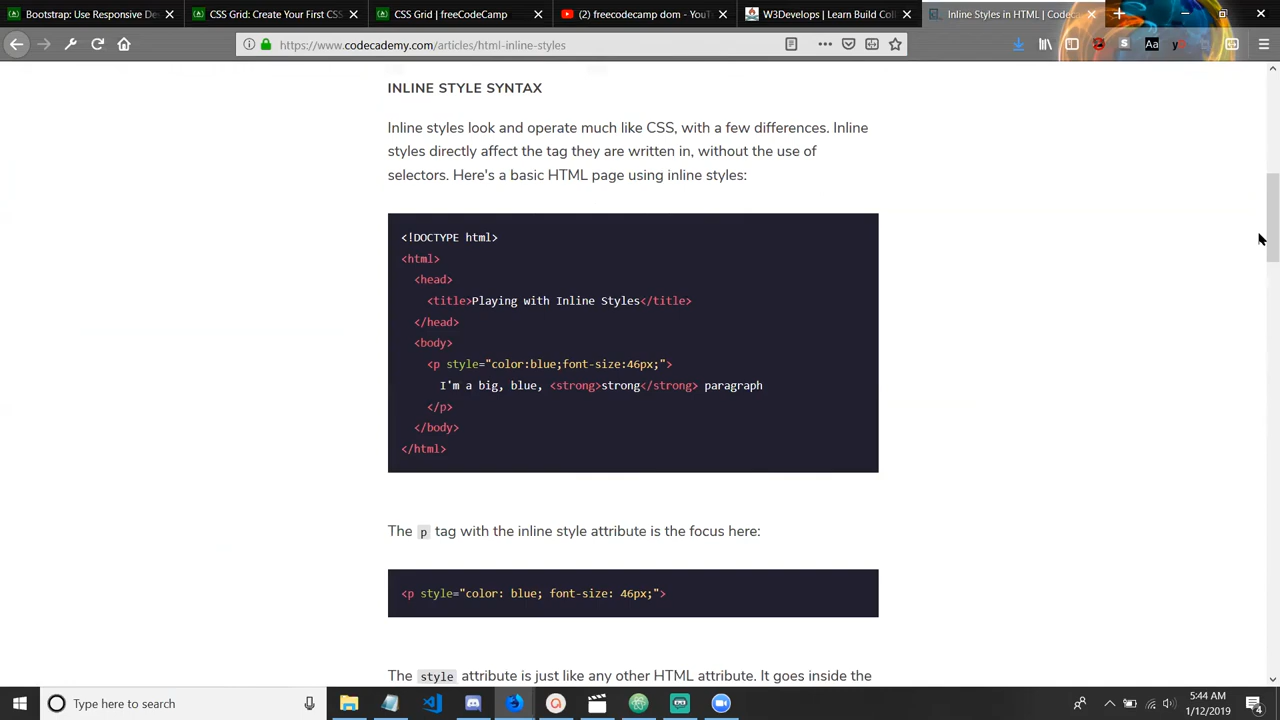 Bootstrap: Use Responsive Des
CSS Grid: Create Your First CSS
CSS Grid | freeCodeCamp
(2) freecodecamp dom - YouTu
W3Develops | Learn Build Coll
Inline Styles in HTML | Codeca
https://www.codecademy.com/articles/html-inline-styles
INLINE STYLE SYNTAX
Inline styles look and operate much like CSS, with a few differences. Inline
styles directly affect the tag they are written in, without the use of
selectors. Here's a basic HTML page using inline styles:
<!DOCTYPE html>
<html>
<head>
<title>Playing with Inline Styles</title>
</head>
<body>
<p style="color:blue;font-size:46px;">
I'm a big, blue, <strong>strong</strong> paragraph
</p>
</body>
</html>
The p tag with the inline style attribute is the focus here:
<p style="color: blue; font-size: 46px;">
The style attribute is just like any other HTML attribute. It goes inside the
Type here to search
5:44 AM
1/12/2019
4